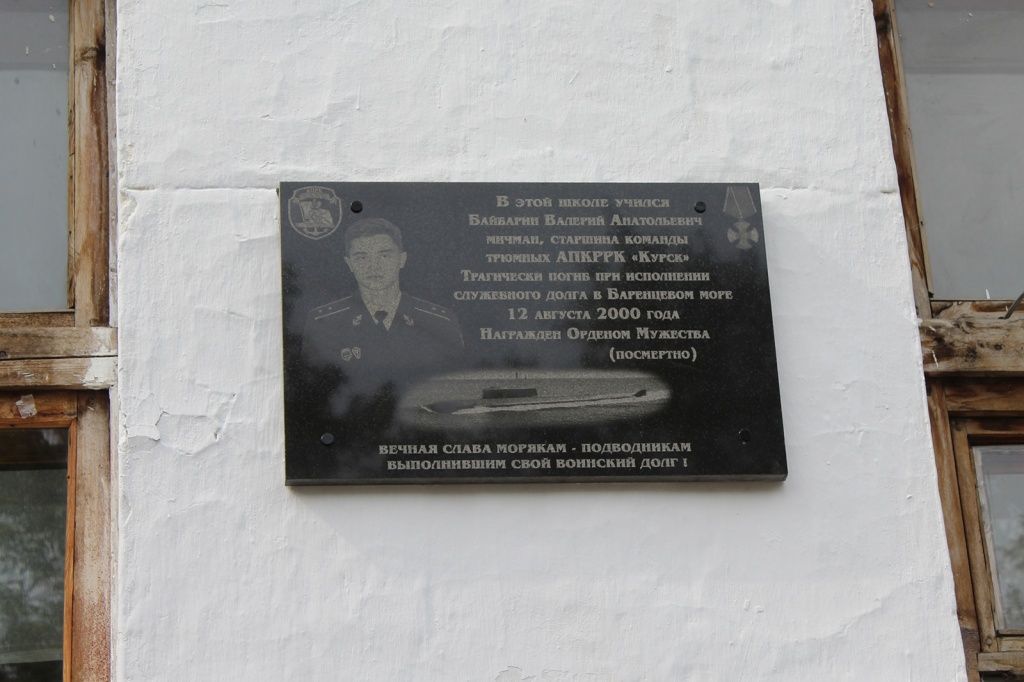 В этой школе учился
Байбарин Валерий Анатольевич
мичман, старшина команды
трюмных АПКРРК «Курск»
Трагически погиб при исполнении
служебного долга в Баренцевом море
12 августа 2000 года
Награжден Орденом Мужества
(посмертно)
ВЕЧНАЯ СЛАВА МОРЯКАМ - ПОДВОДНИКАМ
ВЫПОЛНИВШИМ СВОЙ ВОИНСКИЙ ДОЛГ !